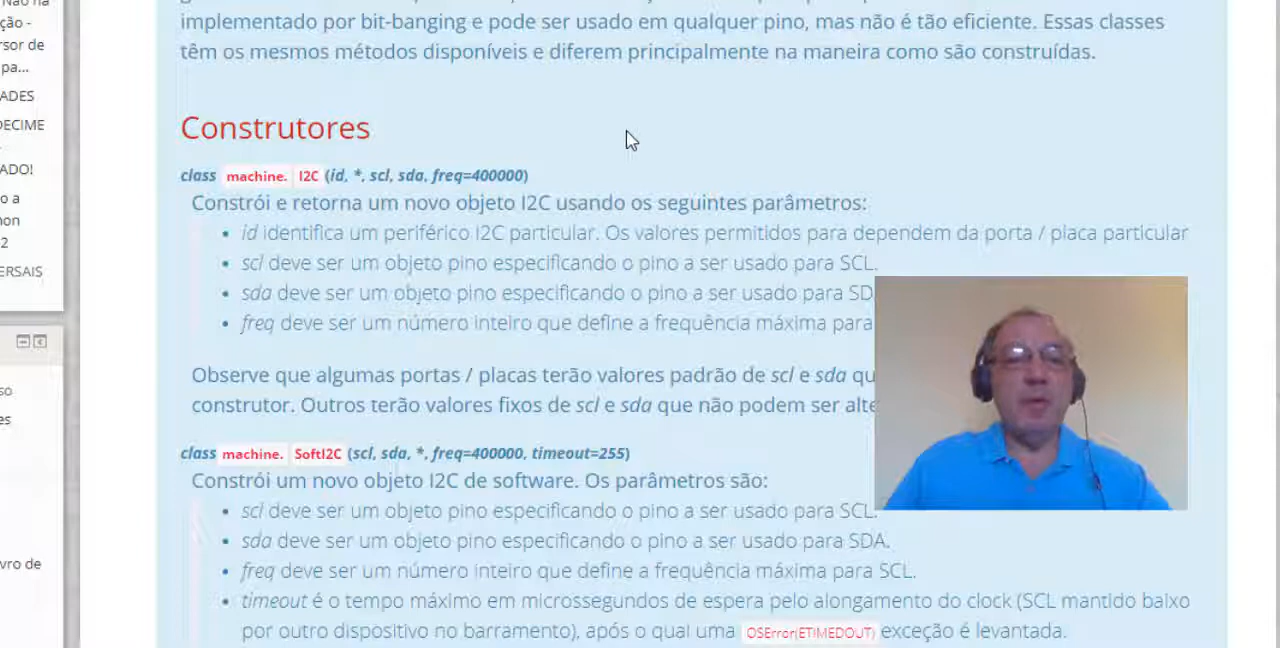 ção -
rsor de
pa...
ADES
DECIME
ADO!
o a
non
2
ERSAIS
so
es
vro de
implementado por bit-banging e pode ser usado em qualquer pino, mas não é tão eficiente. Essas classes
têm os mesmos métodos disponíveis e diferem principalmente na maneira como são construídas.
Construtores
class machine. I2C (id, *, scl, sda, freq=400000)
Constrói e retorna um novo objeto I2C usando os seguintes parâmetros:
• id identifica um periférico I2C particular. Os valores permitidos para dependem da porta / placa particular
• scl deve ser um objeto pino especificando o pino a ser usado para SCL.
• sda deve ser um objeto pino especificando o pino a ser usado para SD
• freq deve ser um número inteiro que define a frequência máxima para
Observe que algumas portas / placas terão valores padrão de scl e sda qu
construtor. Outros terão valores fixos de scl e sda que não podem ser alte
class machine. SoftI2C (scl, sda, *, freq=400000, timeout=255)
Constrói um novo objeto I2C de software. Os parâmetros são:
• scl deve ser um objeto pino especificando o pino a ser usado para SCL.
• sda deve ser um objeto pino especificando o pino a ser usado para SDA.
• freq deve ser um número inteiro que define a frequência máxima para SCL.
• timeout é o tempo máximo em microssegundos de espera pelo alongamento do clock (SCL mantido baixo
por outro dispositivo no barramento), após o qual uma OSError(ETIMEDOUT) exceção é levantada.